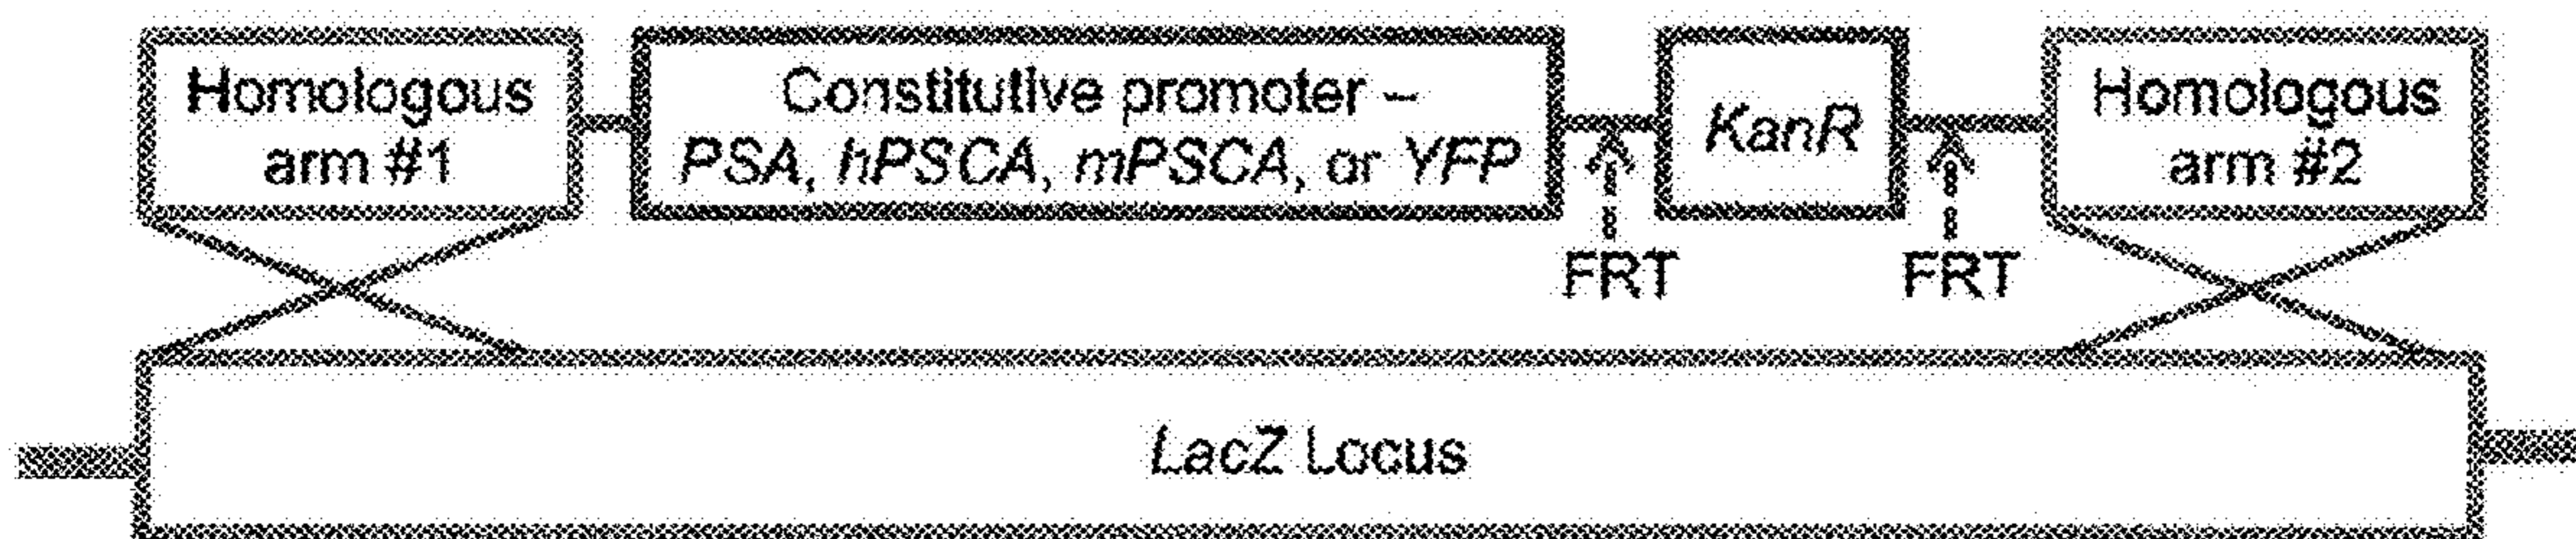 Homologous
arm #1
Constitutive promoter –
PSA, hPSCA, mPSCA, or YFP
KanR
Homologous
arm #2
FRT
FRT
LacZ Locus